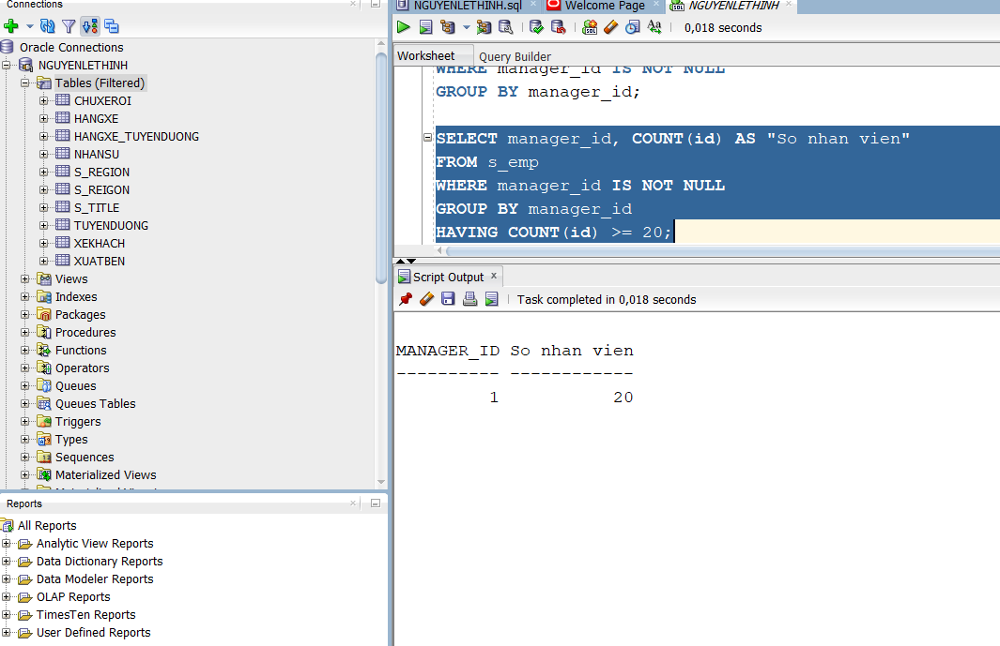 Connections
Oracle Connections
NGUYENLETHINH
Tables (Filtered)
CHUXEROI
HANGXE
HANGXE_TUYENDUONG
NHANSU
S_REGION
S_REIGON
S_TITLE
TUYENDUONG
XEKHACH
XUATBEN
Views
Indexes
Packages
Procedures
Functions
Operators
Queues
Queues Tables
Triggers
Types
Sequences
Materialized Views
Reports
All Reports
Analytic View Reports
Data Dictionary Reports
Data Modeler Reports
OLAP Reports
TimesTen Reports
User Defined Reports
NGUYENLETHINH.sql
Welcome Page
NGUYENLETHINH
0,018 seconds
Worksheet
Query Builder
WHERE manager_id IS NOT NULL
GROUP BY manager_id;
SELECT manager_id, COUNT(id) AS "So nhan vien"
FROM s_emp
WHERE manager_id IS NOT NULL
GROUP BY manager_id
HAVING COUNT(id) >= 20;
Script Output
Task completed in 0,018 seconds
MANAGER_ID So nhan vien
---------- ------------
1 20